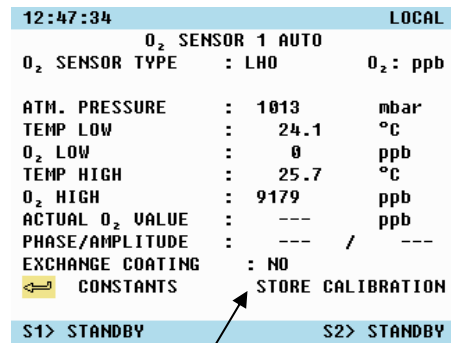 12:47:34 LOCAL
O₂ SENSOR 1 AUTO
O₂ SENSOR TYPE : LHO O₂: ppb
ATM. PRESSURE : 1013 mbar
TEMP LOW : 24.1 °C
O₂ LOW : 0 ppb
TEMP HIGH : 25.7 °C
O₂ HIGH : 9179 ppb
ACTUAL O₂ VALUE : --- ppb
PHASE/AMPLITUDE : --- / ---
EXCHANGE COATING : NO
CONSTANTS STORE CALIBRATION
S1> STANDBY S2> STANDBY